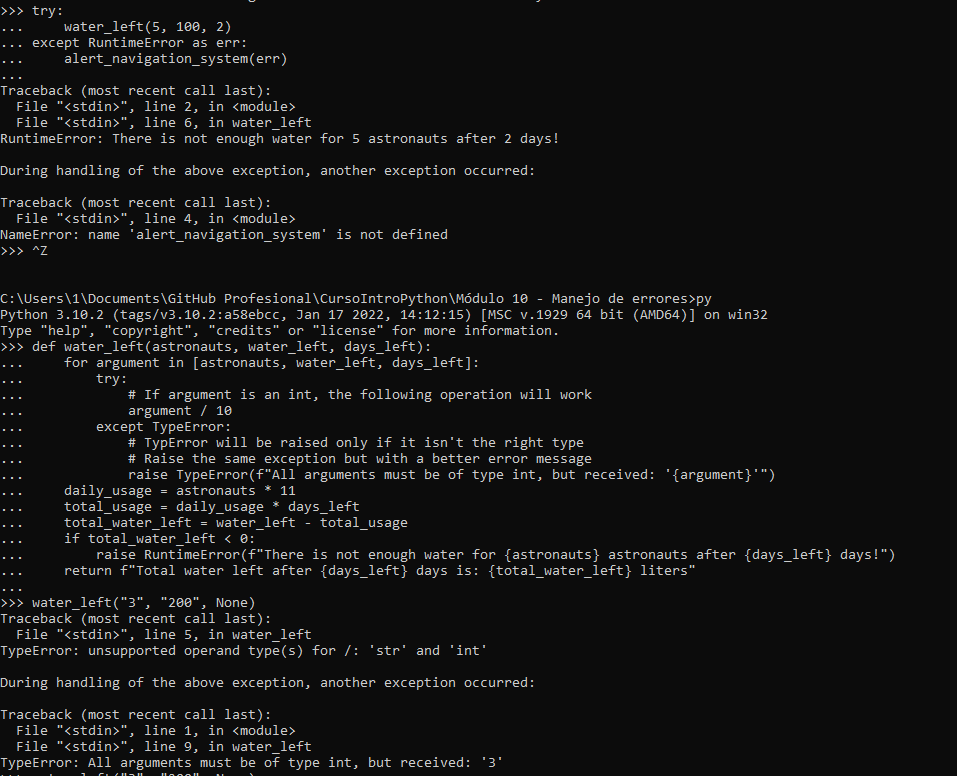 >>> try:
...     water_left(5, 100, 2)
... except RuntimeError as err:
...     alert_navigation_system(err)
...
Traceback (most recent call last):
  File "<stdin>", line 2, in <module>
  File "<stdin>", line 6, in water_left
RuntimeError: There is not enough water for 5 astronauts after 2 days!

During handling of the above exception, another exception occurred:

Traceback (most recent call last):
  File "<stdin>", line 4, in <module>
NameError: name 'alert_navigation_system' is not defined
>>> ^Z


C:\Users\1\Documents\GitHub Profesional\CursoIntroPython\Módulo 10 - Manejo de errores>py
Python 3.10.2 (tags/v3.10.2:a58ebcc, Jan 17 2022, 14:12:15) [MSC v.1929 64 bit (AMD64)] on win32
Type "help", "copyright", "credits" or "license" for more information.
>>> def water_left(astronauts, water_left, days_left):
...     for argument in [astronauts, water_left, days_left]:
...         try:
...             # If argument is an int, the following operation will work
...             argument / 10
...         except TypeError:
...             # TypError will be raised only if it isn't the right type
...             # Raise the same exception but with a better error message
...             raise TypeError(f"All arguments must be of type int, but received: '{argument}'")
...     daily_usage = astronauts * 11
...     total_usage = daily_usage * days_left
...     total_water_left = water_left - total_usage
...     if total_water_left < 0:
...         raise RuntimeError(f"There is not enough water for {astronauts} astronauts after {days_left} days!")
...     return f"Total water left after {days_left} days is: {total_water_left} liters"
...
>>> water_left("3", "200", None)
Traceback (most recent call last):
  File "<stdin>", line 5, in water_left
TypeError: unsupported operand type(s) for /: 'str' and 'int'

During handling of the above exception, another exception occurred:

Traceback (most recent call last):
  File "<stdin>", line 1, in <module>
  File "<stdin>", line 9, in water_left
TypeError: All arguments must be of type int, but received: '3'